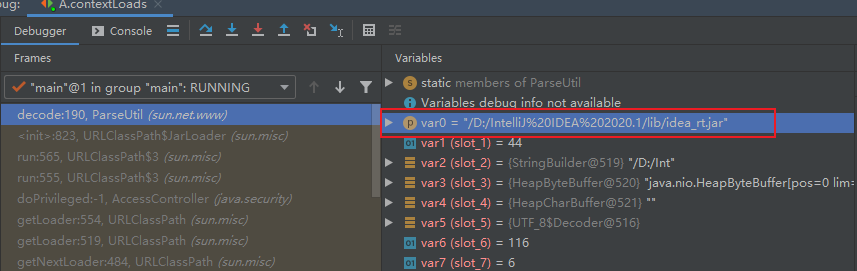 ug: A.contextLoads ×
Debugger Console
Frames Variables
"main"@1 in group "main": RUNNING
decode:190, ParseUtil (sun.net.www)
<init>:823, URLClassPath$JarLoader (sun.misc)
run:565, URLClassPath$3 (sun.misc)
run:555, URLClassPath$3 (sun.misc)
doPrivileged:-1, AccessController (java.security)
getLoader:554, URLClassPath (sun.misc)
getLoader:519, URLClassPath (sun.misc)
getNextLoader:484, URLClassPath (sun.misc)
s static members of ParseUtil
i Variables debug info not available
p var0 = "/D:/IntelliJ%20IDEA%202020.1/lib/idea_rt.jar"
01 var1 (slot_1) = 44
var2 (slot_2) = {StringBuilder@519} "/D:/Int"
var3 (slot_3) = {HeapByteBuffer@520} "java.nio.HeapByteBuffer[pos=0 lim=
var4 (slot_4) = {HeapCharBuffer@521} ""
var5 (slot_5) = {UTF_8$Decoder@516}
01 var6 (slot_6) = 116
01 var7 (slot_7) = 6